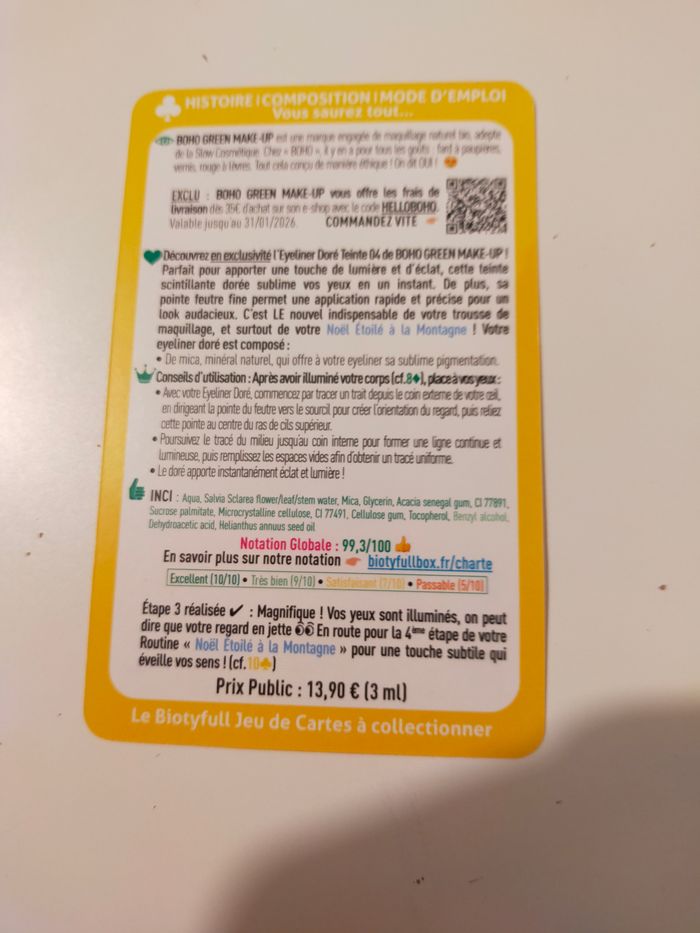 HISTOIRE | COMPOSITION | MODE D'EMPLOI
Vous saurez tout...
BOHO GREEN MAKE-UP est une marque engagée de maquillage naturel bio, adepte
de la Slow Cosmétique. Chez « BOHO », il y en a pour tous les goûts : fard à paupières,
vernis, rouge à lèvres. Tout cela conçu de manière éthique ! On dit OUI !
EXCLU : BOHO GREEN MAKE-UP vous offre les frais de
livraison dès 35€ d'achat sur son e-shop avec le code HELLOBOHO.
Valable jusqu'au 31/01/2026. COMMANDEZ VITE
Découvrez en exclusivité l'Eyeliner Doré Teinte 04 de BOHO GREEN MAKE-UP !
Parfait pour apporter une touche de lumière et d'éclat, cette teinte
scintillante dorée sublime vos yeux en un instant. De plus, sa
pointe feutre fine permet une application rapide et précise pour un
look audacieux. C'est LE nouvel indispensable de votre trousse de
maquillage, et surtout de votre Noël Étoilé à la Montagne ! Votre
eyeliner doré est composé :
• De mica, minéral naturel, qui offre à votre eyeliner sa sublime pigmentation.
Conseils d'utilisation : Après avoir illuminé votre corps (cf.8♦), place à vos yeux :
• Avec votre Eyeliner Doré, commencez par tracer un trait depuis le coin externe de votre œil,
en dirigeant la pointe du feutre vers le sourcil pour créer l'orientation du regard, puis reliez
cette pointe au centre du ras de cils supérieur.
• Poursuivez le tracé du milieu jusqu'au coin interne pour former une ligne continue et
lumineuse, puis remplissez les espaces vides afin d'obtenir un tracé uniforme.
• Le doré apporte instantanément éclat et lumière !
INCI : Aqua, Salvia Sclarea flower/leaf/stem water, Mica, Glycerin, Acacia senegal gum, CI 77891,
Sucrose palmitate, Microcrystalline cellulose, CI 77491, Cellulose gum, Tocopherol, Benzyl alcohol,
Dehydroacetic acid, Helianthus annuus seed oil
Notation Globale : 99,3/100
En savoir plus sur notre notation biotyfullbox.fr/charte
Excellent (10/10) • Très bien (9/10) • Satisfaisant (7/10) • Passable (5/10)
Étape 3 réalisée ✔ : Magnifique ! Vos yeux sont illuminés, on peut
dire que votre regard en jette 👀 En route pour la 4ème étape de votre
Routine « Noël Étoilé à la Montagne » pour une touche subtile qui
éveille vos sens ! (cf.10♣)
Prix Public : 13,90 € (3 ml)
Le Biotyfull Jeu de Cartes à collectionner